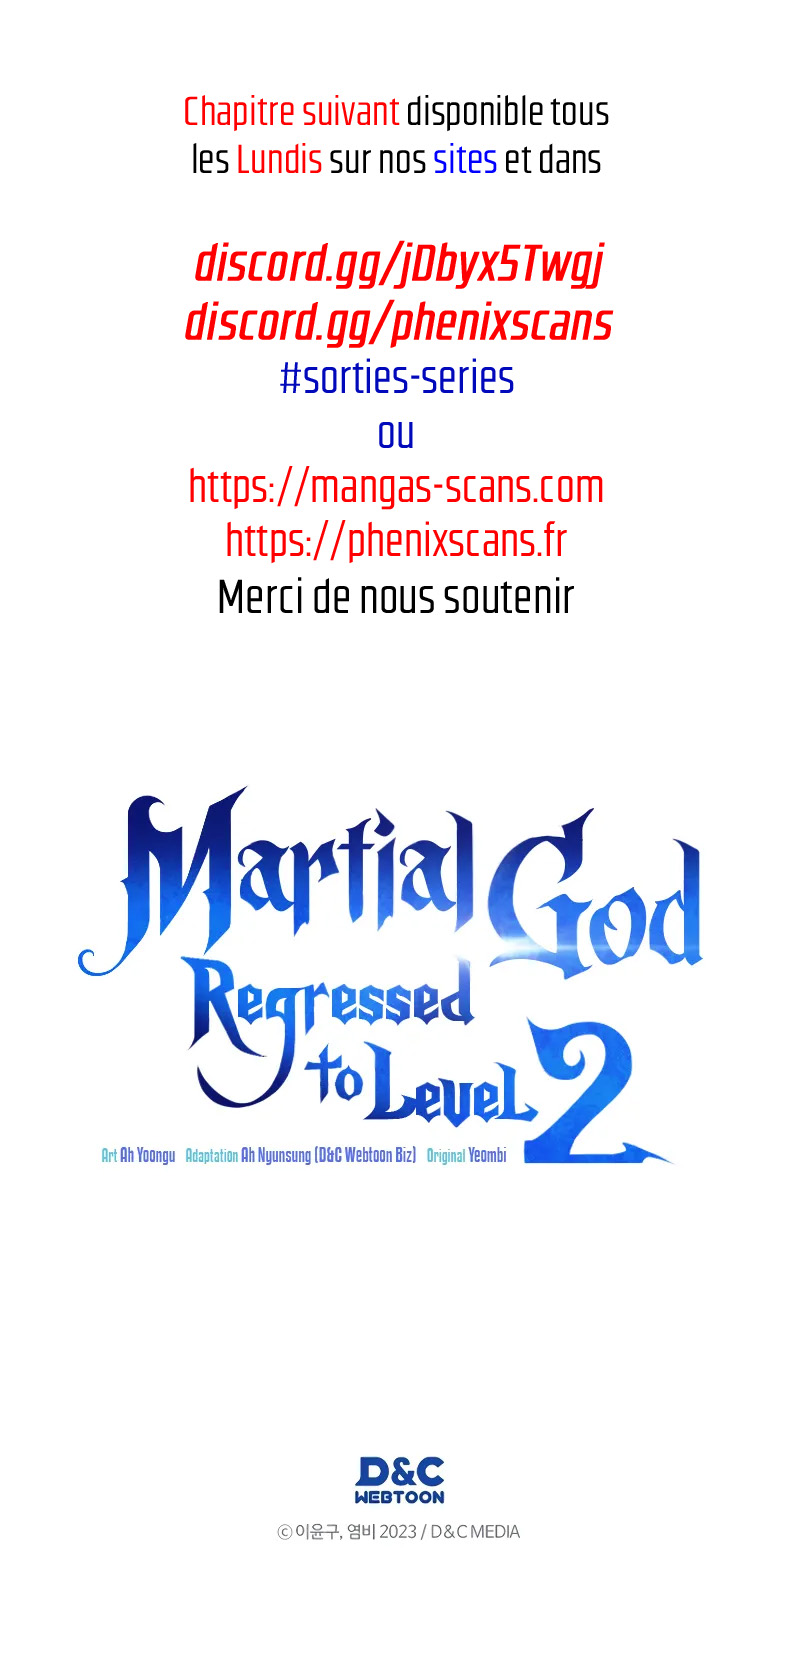 Chapitre suivant disponible tous
les Lundis sur nos sites et dans
discord.gg/jDbyx5Twgj
discord.gg/phenixscans
#sorties-series
ou
https://mangas-scans.com
https://phenixscans.fr
Merci de nous soutenir
Martial God
Regressed
to Level 2
Art Ah Yoongu Adaptation Ah Nyunsung (D&C Webtoon Biz) Original Yeombi
D&C
WEBTOON
ⓒ 이윤구, 염비 2023 / D&C MEDIA